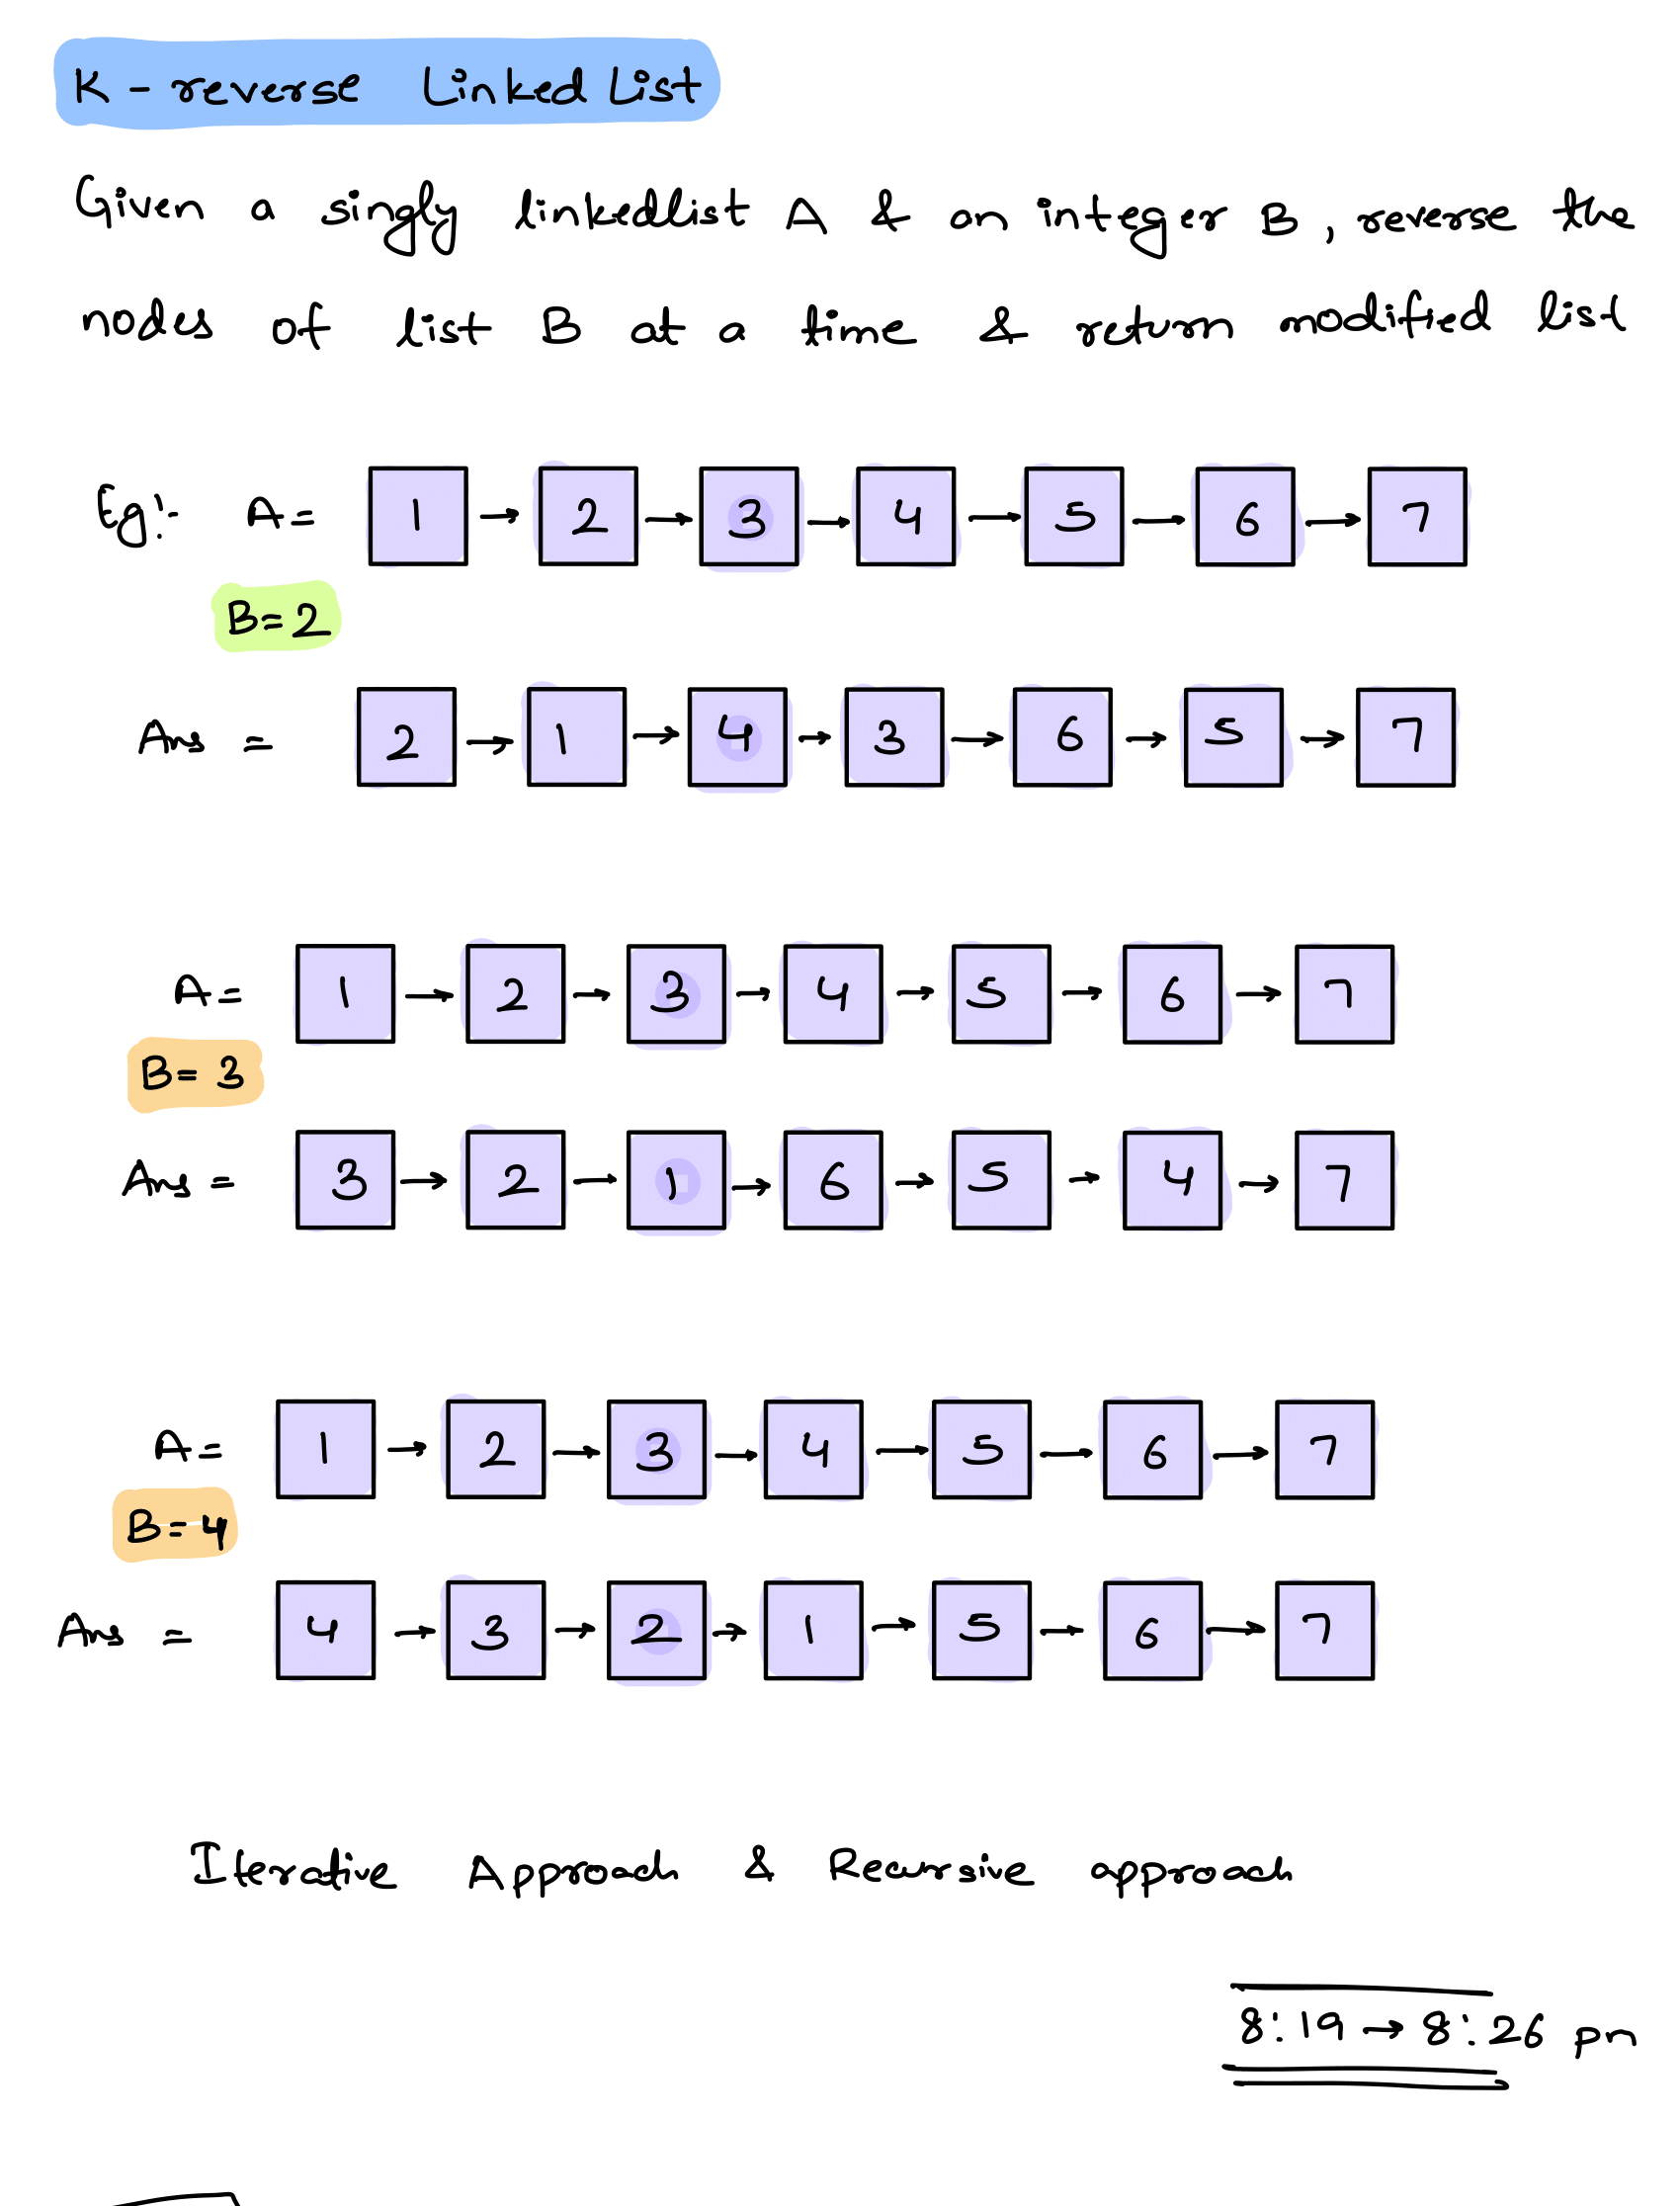 K - reverse Linked List
Given a singly linkedlist A & an integer B, reverse the
nodes of list B at a time & return modified list
Eg:- A= 1 → 2 → 3 → 4 → 5 → 6 → 7
B=2
Ans = 2 → 1 → 4 → 3 → 6 → 5 → 7
A= 1 → 2 → 3 → 4 → 5 → 6 → 7
B= 3
Ans = 3 → 2 → 1 → 6 → 5 → 4 → 7
A= 1 → 2 → 3 → 4 → 5 → 6 → 7
B=4
Ans = 4 → 3 → 2 → 1 → 5 → 6 → 7
Iterative Approach & Recursive approach
8:19 → 8:26 pm